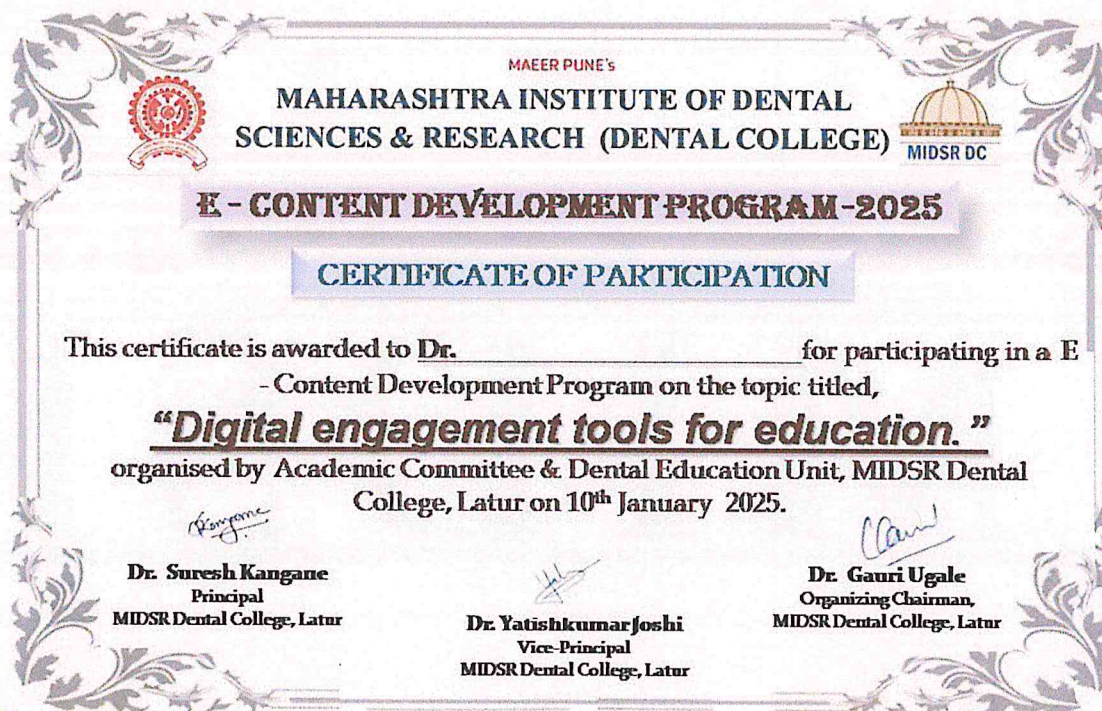 MAEER PUNE's
MAHARASHTRA INSTITUTE OF DENTAL
SCIENCES & RESEARCH (DENTAL COLLEGE)
MIDSR DC
E - CONTENT DEVELOPMENT PROGRAM-2025
CERTIFICATE OF PARTICIPATION
This certificate is awarded to Dr.____________________for participating in a E
- Content Development Program on the topic titled,
“Digital engagement tools for education.”
organised by Academic Committee & Dental Education Unit, MIDSR Dental
College, Latur on 10th January 2025.
Dr. Suresh Kangane
Principal
MIDSR Dental College, Latur
Dr. Yatishkumar Joshi
Vice-Principal
MIDSR Dental College, Latur
Dr. Gauri Ugale
Organizing Chairman,
MIDSR Dental College, Latur